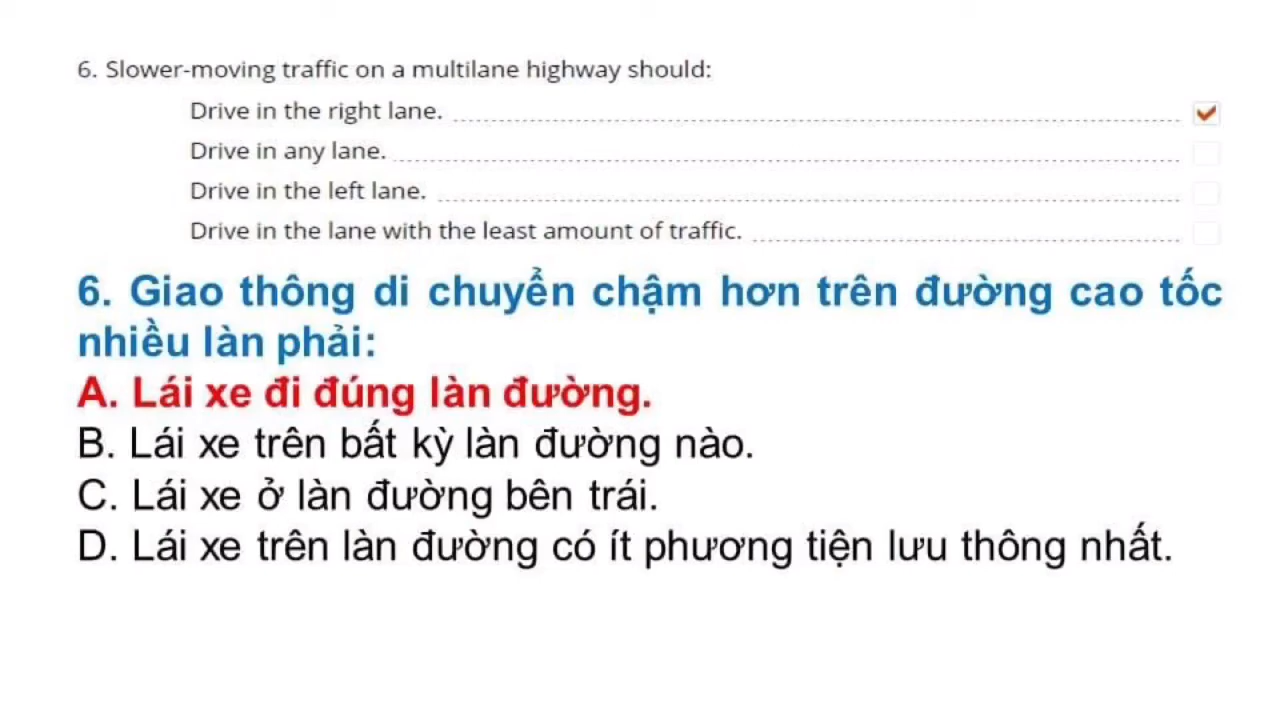 6. Slower-moving traffic on a multilane highway should:
Drive in the right lane.
Drive in any lane.
Drive in the left lane.
Drive in the lane with the least amount of traffic.
6. Giao thông di chuyển chậm hơn trên đường cao tốc
nhiều làn phải:
A. Lái xe đi đúng làn đường.
B. Lái xe trên bất kỳ làn đường nào.
C. Lái xe ở làn đường bên trái.
D. Lái xe trên làn đường có ít phương tiện lưu thông nhất.